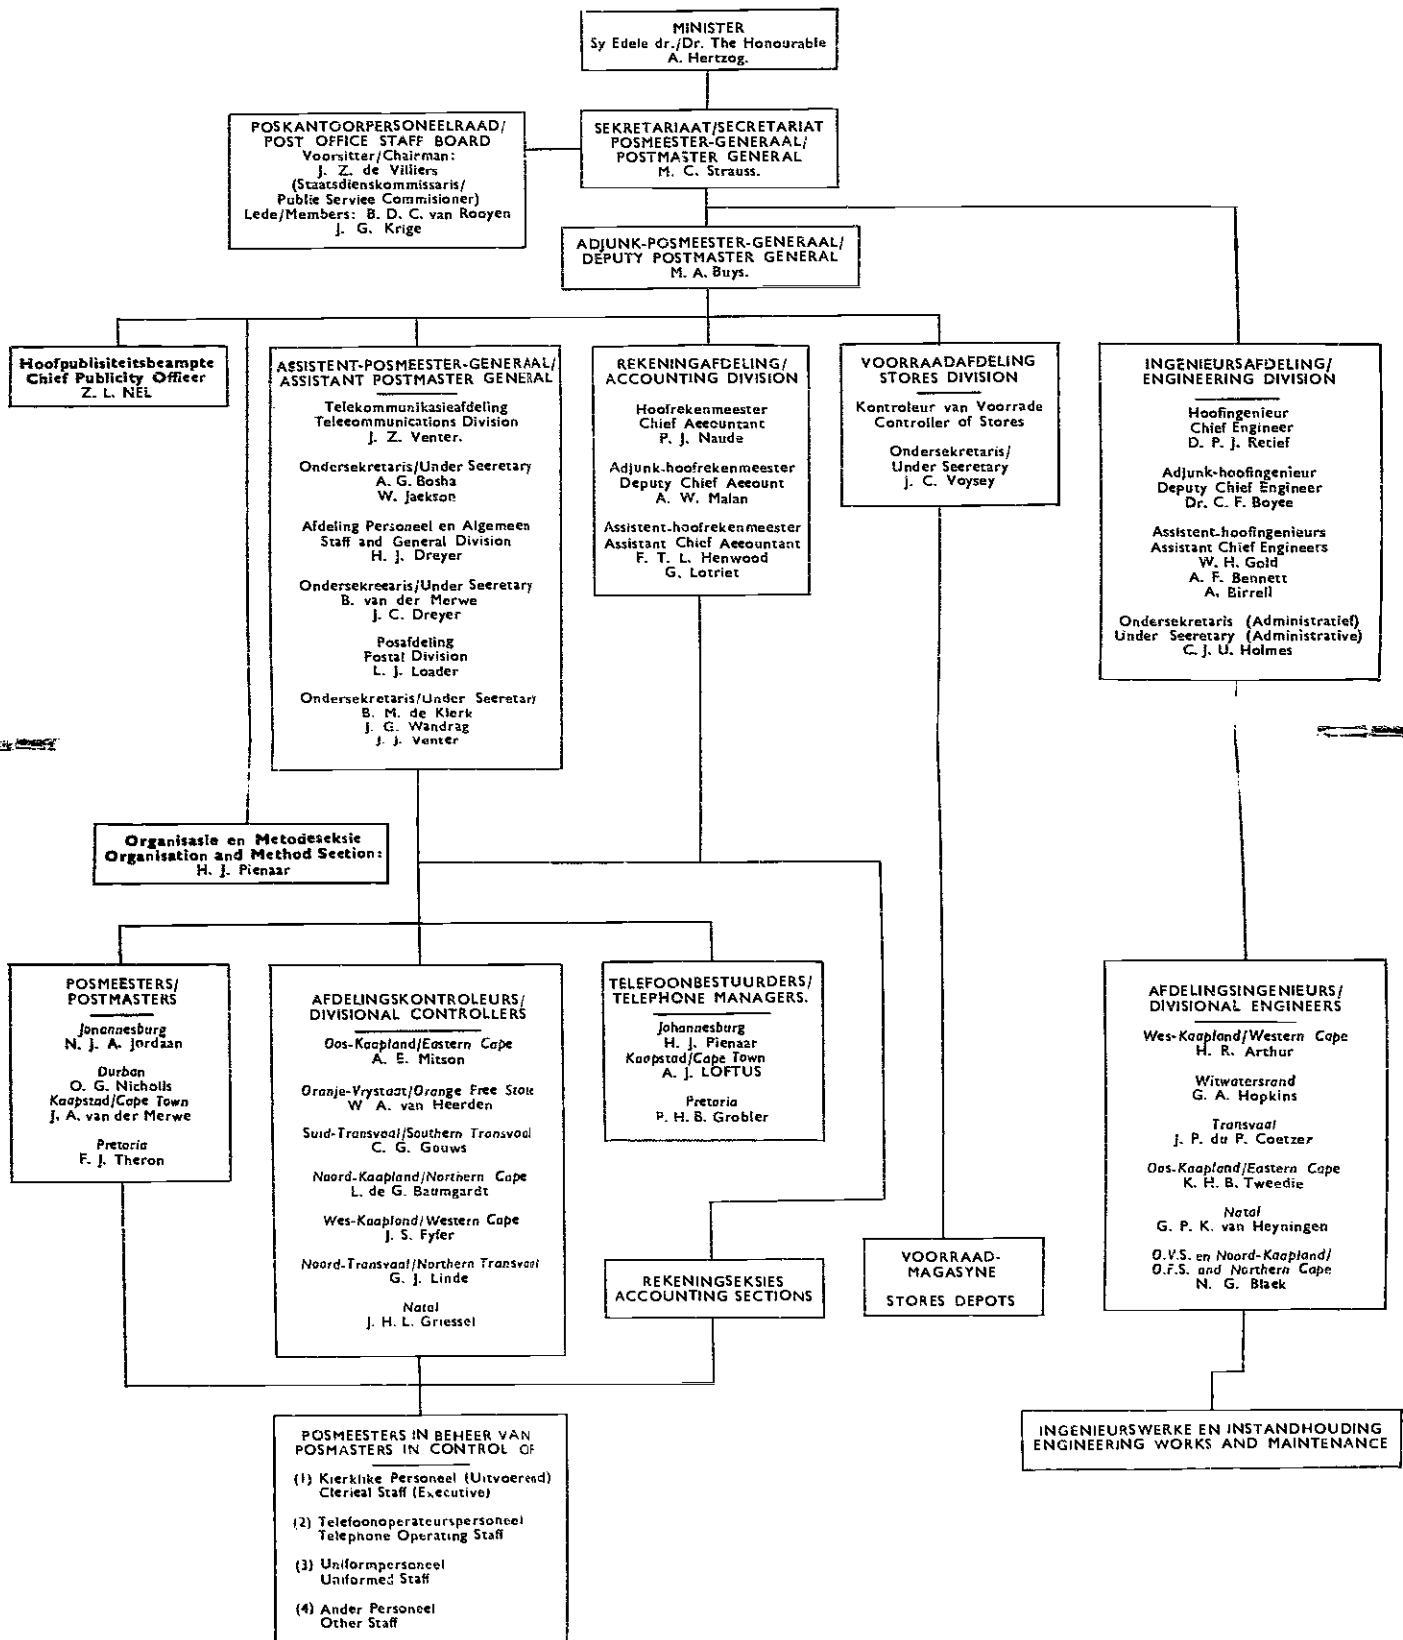 MINISTER
Sy Edele dr./Dr. The Honourable
A. Hertzog.
POSKANTOORPERSONEELRAAD/
POST OFFICE STAFF BOARD
Voorsitter/Chairman:
J. Z. de Villiers
(Staatsdienskommissaris/
Public Service Commisioner)
Lede/Members: B. D. C. van Rooyen
J. G. Krige
SEKRETARIAAT/SECRETARIAT
POSMEESTER-GENERAAL/
POSTMASTER GENERAL
M. C. Strauss.
ADJUNK-POSMEESTER-GENERAAL/
DEPUTY POSTMASTER GENERAL
M. A. Buys.
Hoofpublisiteitsbeampte
Chief Publicity Officer
Z. L. NEL
ASSISTENT-POSMEESTER-GENERAAL/
ASSISTANT POSTMASTER GENERAL
Telekommunikasieafdeling
Telecommunications Division
J. Z. Venter.
Ondersekretaris/Under Secretary
A. G. Bosha
W. Jackson
Afdeling Personeel en Algemeen
Staff and General Division
H. J. Dreyer
Ondersekreearis/Under Secretary
B. van der Merwe
J. C. Dreyer
Posafdeling
Postal Division
L. J. Loader
Ondersekretaris/Under Secretary
B. M. de Klerk
J. G. Wandrag
J. J. Venter
REKENINGAFDELING/
ACCOUNTING DIVISION
Hoofrekenmeester
Chief Accountant
P. J. Naude
Adjunk-hoofrekenmeester
Deputy Chief Account
A. W. Malan
Assistent-hoofrekenmeester
Assistant Chief Accountant
F. T. L. Henwood
G. Lotriet
VOORRAADAFDELING
STORES DIVISION
Kontroleur van Voorrade
Controller of Stores
Ondersekretaris/
Under Secretary
J. C. Voysey
INGENIEURSAFDELING/
ENGINEERING DIVISION
Hoofingenieur
Chief Engineer
D. P. J. Retief
Adjunk-hoofingenieur
Deputy Chief Engineer
Dr. C. F. Boyce
Assistent-hoofingenieurs
Assistant Chief Engineers
W. H. Gold
A. F. Bennett
A. Birrell
Ondersekretaris (Administratief)
Under Secretary (Administrative)
C. J. U. Holmes
Organisasie en Metodeseksie
Organisation and Method Section:
H. J. Pienaar
POSMEESTERS/
POSTMASTERS
Johannesburg
N. J. A. Jordaan
Durban
O. G. Nicholls
Kaapstad/Cape Town
J. A. van der Merwe
Pretoria
F. J. Theron
AFDELINGSKONTROLEURS/
DIVISIONAL CONTROLLERS
Oos-Kaapland/Eastern Cape
A. E. Mitson
Oranje-Vrystaat/Orange Free State
W. A. van Heerden
Suid-Transvaal/Southern Transvaal
C. G. Gouws
Noord-Kaapland/Northern Cape
L. de G. Baumgardt
Wes-Kaapland/Western Cape
J. S. Fyfer
Noord-Transvaal/Northern Transvaal
G. J. Linde
Natal
J. H. L. Griessel
TELEFOONBESTUURDERS/
TELEPHONE MANAGERS.
Johannesburg
H. J. Pienaar
Kaapstad/Cape Town
A. J. LOFTUS
Pretoria
P. H. B. Grobler
AFDELINGSINGENIEURS/
DIVISIONAL ENGINEERS
Wes-Kaapland/Western Cape
H. R. Arthur
Witwatersrand
G. A. Hopkins
Transvaal
J. P. du P. Coetzer
Oos-Kaapland/Eastern Cape
K. H. B. Tweedie
Natal
G. P. K. van Heyningen
O.V.S. en Noord-Kaapland/
O.F.S. and Northern Cape
N. G. Black
REKENINGSEKSIES
ACCOUNTING SECTIONS
VOORRAAD-
MAGASYNE
STORES DEPOTS
POSMEESTERS IN BEHEER VAN
POSMASTERS IN CONTROL OF
(1) Klerklike Personeel (Uitvoerend)
Clerical Staff (Executive)
(2) Telefoonoperateurspersoneel
Telephone Operating Staff
(3) Uniformpersoneel
Uniformed Staff
(4) Ander Personeel
Other Staff
INGENIEURSWERKE EN INSTANDHOUDING
ENGINEERING WORKS AND MAINTENANCE